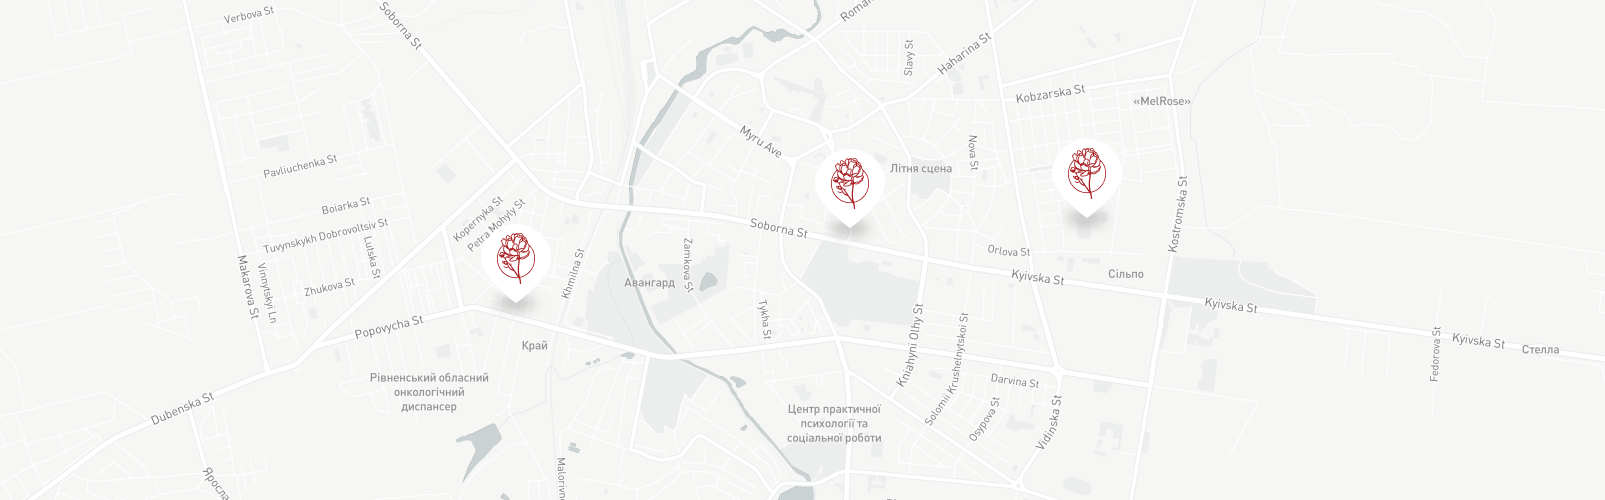 Verbova St
Soborna St
Roman
Slavy St
Haharina St
Kobzarska St
«MelRose»
Myru Ave
Nova St
Літня сцена
Pavliuchenka St
Boiarka St
Kopernyka St
Petra Mohyly St
Tuvynskykh Dobrovoltsiv St
Lutska St
Kostromska St
Soborna St
Orlova St
Zamkova St
Makarova St
Vinnytskyi Ln
Khmilna St
Авангард
Kyivska St
Сільпо
Zhukova St
Tykha St
Kniahyni Olhy St
Solomii Krushelnytskoi St
Kyivska St
Popovycha St
Край
Fedorova St
Kyivska St
Стелла
Рівненський обласний
онкологічний
диспансер
Darvina St
Dubenska St
Центр практичної
психології та
соціальної роботи
Osypova St
Vidinska St
Яросла
Malorivne